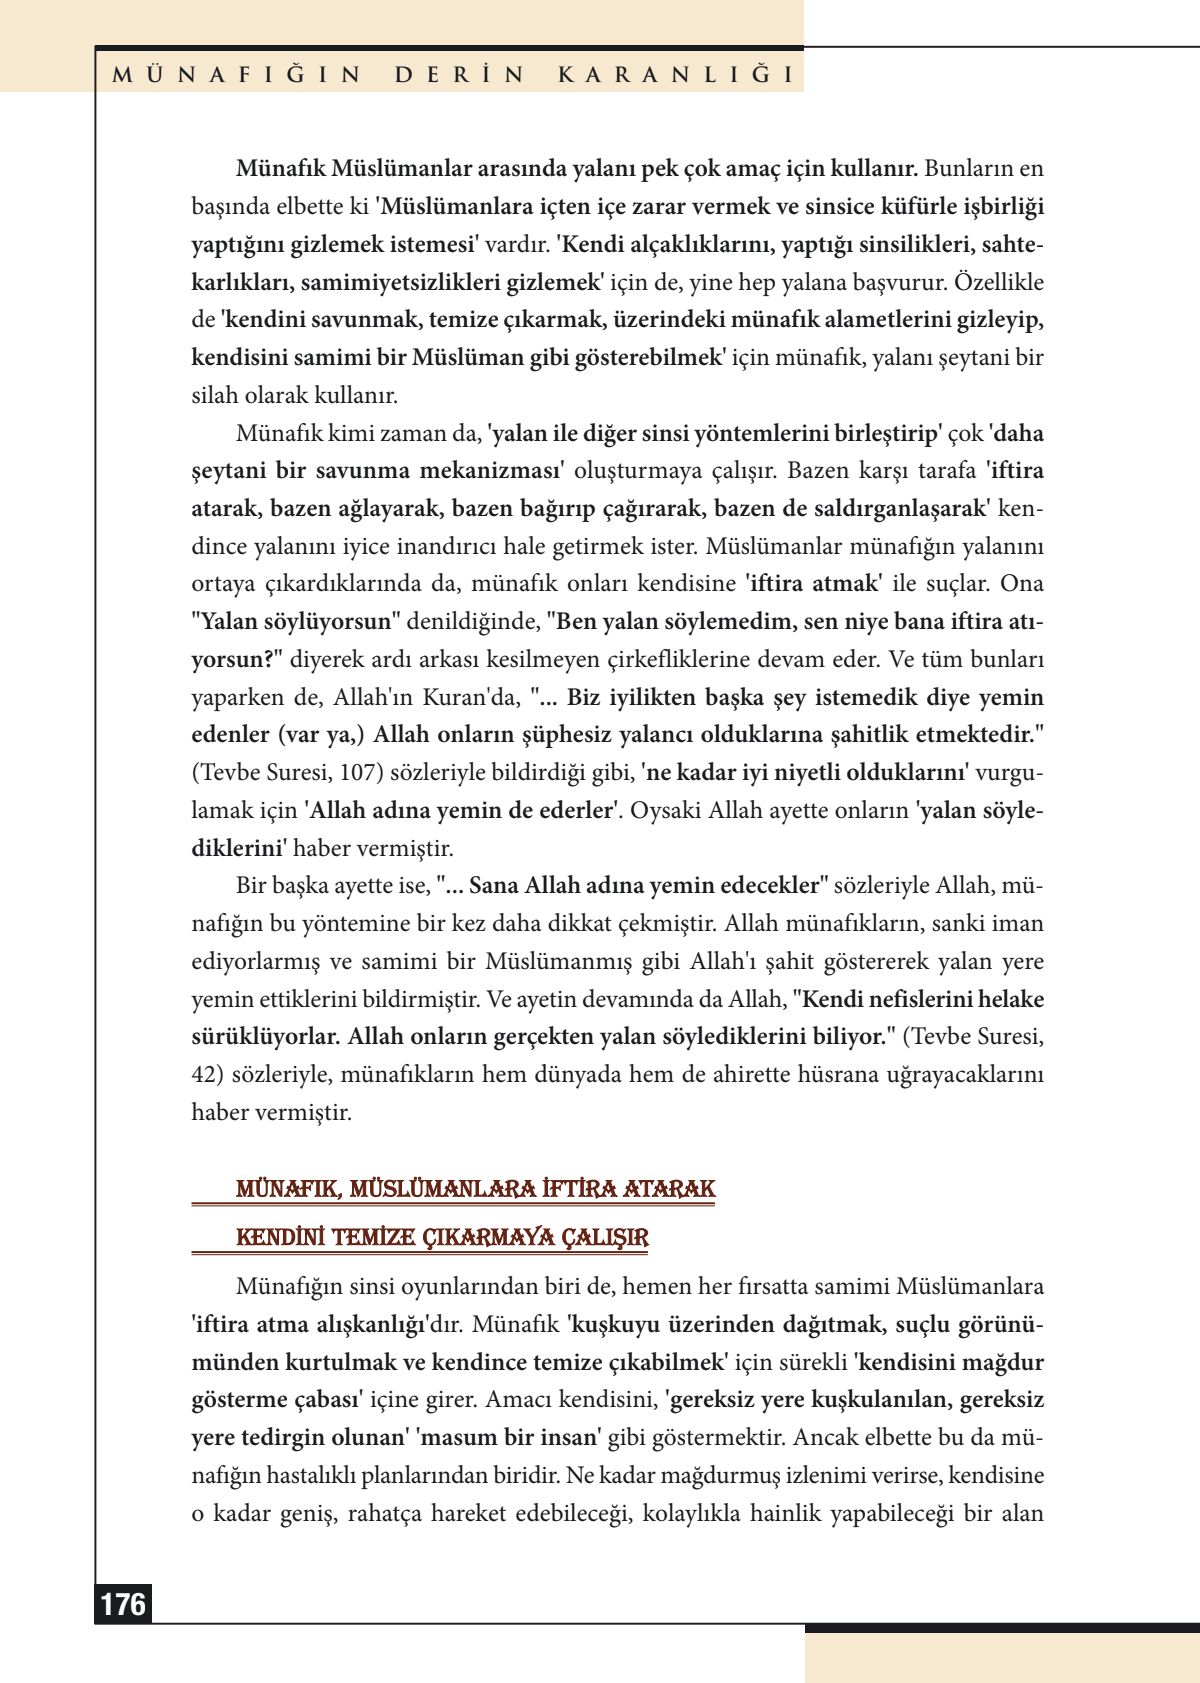 MÜNAFIĞIN DERİN KARANLIĞI
Münafık Müslümanlar arasında yalanı pek çok amaç için kullanır. Bunların en
başında elbette ki 'Müslümanlara içten içe zarar vermek ve sinsice küfürle işbirliği
yaptığını gizlemek istemesi' vardır. 'Kendi alçaklıklarını, yaptığı sinsilikleri, sahte-
karlıkları, samimiyetsizlikleri gizlemek' için de, yine hep yalana başvurur. Özellikle
de 'kendini savunmak, temize çıkarmak, üzerindeki münafık alametlerini gizleyip,
kendisini samimi bir Müslüman gibi gösterebilmek' için münafık, yalanı şeytani bir
silah olarak kullanır.
Münafık kimi zaman da, 'yalan ile diğer sinsi yöntemlerini birleştirip' çok 'daha
şeytani bir savunma mekanizması' oluşturmaya çalışır. Bazen karşı tarafa 'iftira
atarak, bazen ağlayarak, bazen bağırıp çağırarak, bazen de saldırganlaşarak' ken-
dince yalanını iyice inandırıcı hale getirmek ister. Müslümanlar münafığın yalanını
ortaya çıkardıklarında da, münafık onları kendisine 'iftira atmak' ile suçlar. Ona
"Yalan söylüyorsun" denildiğinde, "Ben yalan söylemedim, sen niye bana iftira atı-
yorsun?" diyerek ardı arkası kesilmeyen çirkefliklerine devam eder. Ve tüm bunları
yaparken de, Allah'ın Kuran'da, "... Biz iyilikten başka şey istemedik diye yemin
edenler (var ya,) Allah onların şüphesiz yalancı olduklarına şahitlik etmektedir."
(Tevbe Suresi, 107) sözleriyle bildirdiği gibi, 'ne kadar iyi niyetli olduklarını' vurgu-
lamak için 'Allah adına yemin de ederler'. Oysaki Allah ayette onların 'yalan söyle-
diklerini' haber vermiştir.
Bir başka ayette ise, "... Sana Allah adına yemin edecekler" sözleriyle Allah, mü-
nafığın bu yöntemine bir kez daha dikkat çekmiştir. Allah münafıkların, sanki iman
ediyorlarmış ve samimi bir Müslümanmış gibi Allah'ı şahit göstererek yalan yere
yemin ettiklerini bildirmiştir. Ve ayetin devamında da Allah, "Kendi nefislerini helake
sürüklüyorlar. Allah onların gerçekten yalan söylediklerini biliyor." (Tevbe Suresi,
42) sözleriyle, münafıkların hem dünyada hem de ahirette hüsrana uğrayacaklarını
haber vermiştir.
MÜNAFIK, MÜSLÜMANLARA İFTİRA ATARAK
KENDİNİ TEMİZE ÇIKARMAYA ÇALIŞIR
Münafığın sinsi oyunlarından biri de, hemen her fırsatta samimi Müslümanlara
'iftira atma alışkanlığı'dır. Münafık 'kuşkuyu üzerinden dağıtmak, suçlu görünü-
münden kurtulmak ve kendince temize çıkabilmek' için sürekli 'kendisini mağdur
gösterme çabası' içine girer. Amacı kendisini, 'gereksiz yere kuşkulanılan, gereksiz
yere tedirgin olunan' 'masum bir insan' gibi göstermektir. Ancak elbette bu da mü-
nafığın hastalıklı planlarından biridir. Ne kadar mağdurmuş izlenimi verirse, kendisine
o kadar geniş, rahatça hareket edebileceği, kolaylıkla hainlik yapabileceği bir alan
176